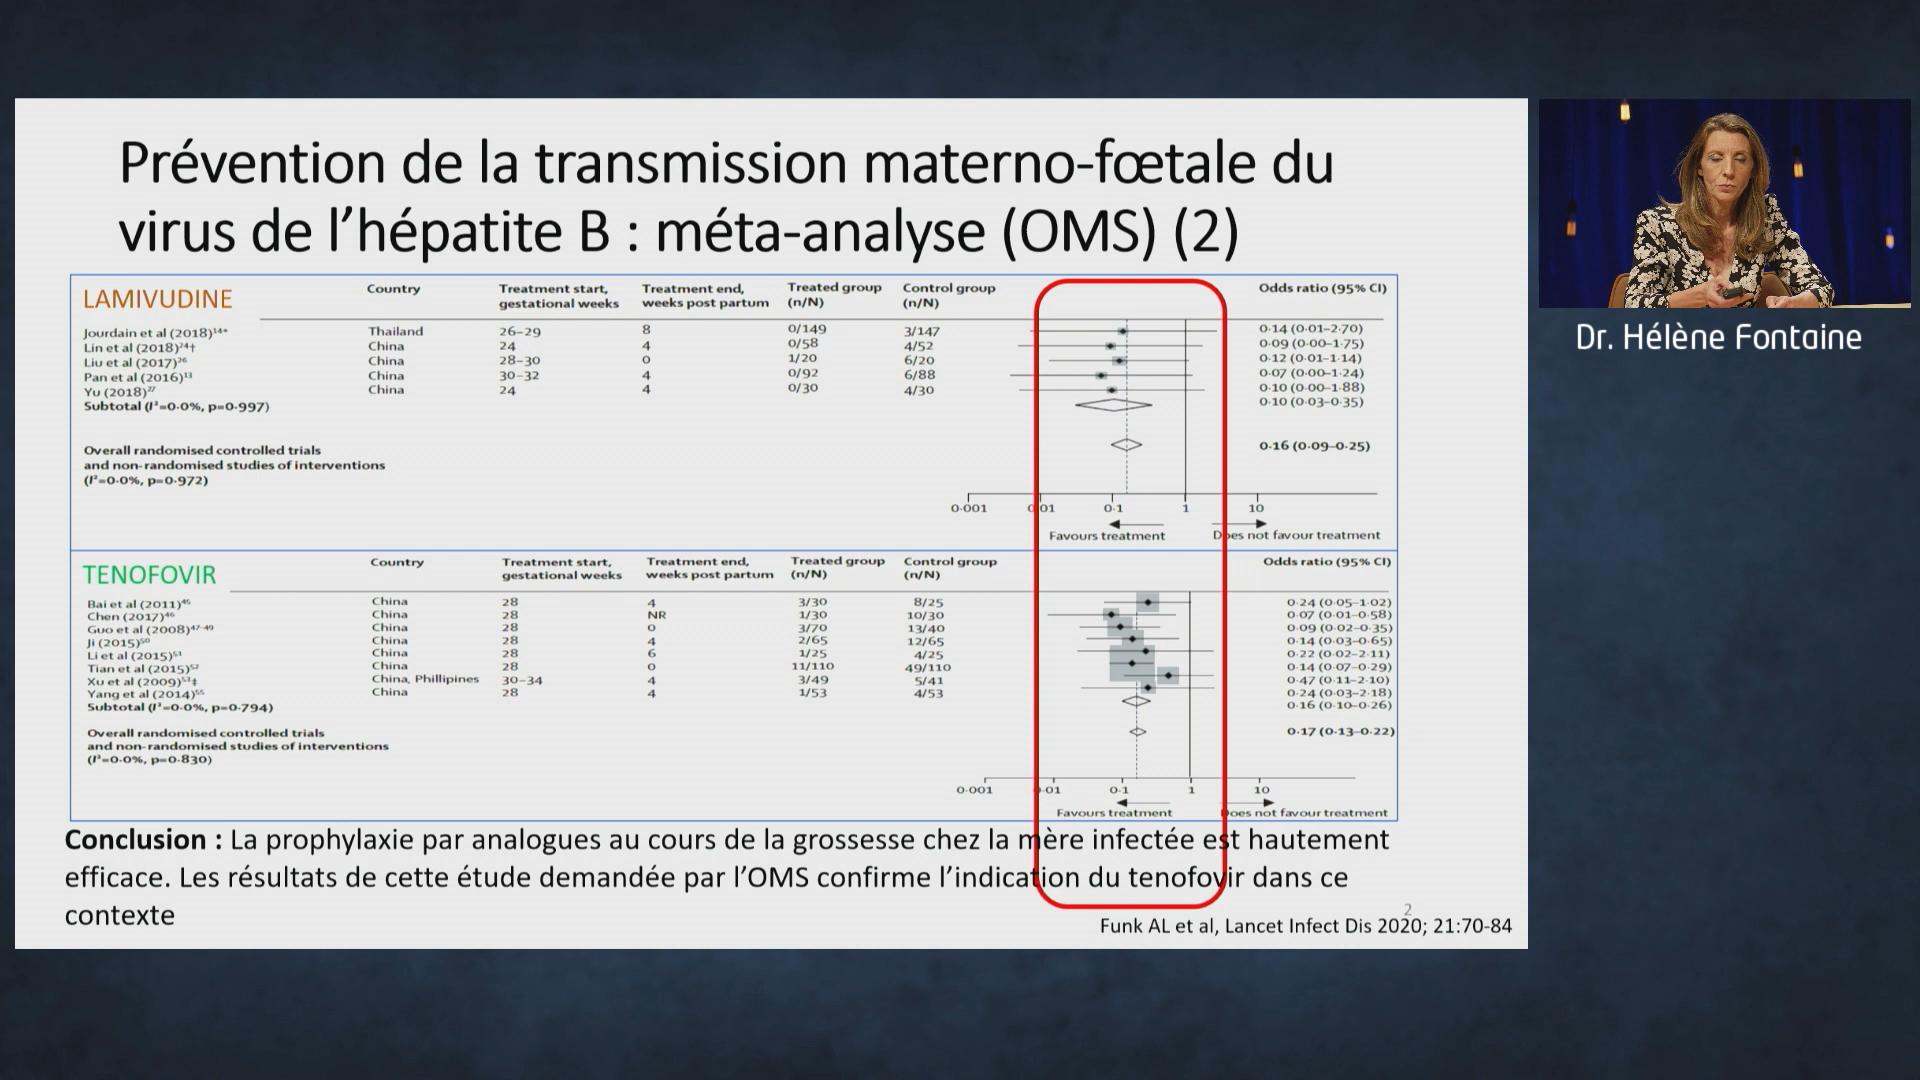 Prévention de la transmission materno-fœtale du
virus de l’hépatite B : méta-analyse (OMS) (2)
Dr. Hélène Fontaine
LAMIVUDINE
Country Treatment start, gestational weeks Treatment end, weeks post partum Treated group (n/N) Control group (n/N) Odds ratio (95% CI)
Jourdain et al (2018)¹⁴* Thailand 26–29 8 0/149 3/147 0·14 (0·01–2·70)
Lin et al (2018)²⁴† China 24 4 0/58 4/52 0·09 (0·00–1·75)
Liu et al (2017)²⁶ China 28–30 0 1/20 6/20 0·12 (0·01–1·14)
Pan et al (2016)¹³ China 30–32 4 0/92 6/88 0·07 (0·00–1·24)
Yu (2018)²⁷ China 24 4 0/30 4/30 0·10 (0·00–1·88)
Subtotal (I²=0·0%, p=0·997) 0·10 (0·03–0·35)
Overall randomised controlled trials
and non-randomised studies of interventions 0·16 (0·09–0·25)
(I²=0·0%, p=0·972)
0·001 0·01 0·1 1 10
Favours treatment Does not favour treatment
TENOFOVIR
Country Treatment start, gestational weeks Treatment end, weeks post partum Treated group (n/N) Control group (n/N) Odds ratio (95% CI)
Bai et al (2011)⁴⁵ China 28 4 3/30 8/25 0·24 (0·05–1·02)
Chen (2017)⁴⁶ China 28 NR 1/30 10/30 0·07 (0·01–0·58)
Guo et al (2008)⁴⁷⁻⁴⁹ China 28 0 3/70 13/40 0·09 (0·02–0·35)
Ji (2015)⁵⁰ China 28 4 2/65 12/65 0·14 (0·03–0·65)
Li et al (2015)⁵¹ China 28 6 1/25 4/25 0·22 (0·02–2·11)
Tian et al (2015)⁵² China 28 0 11/110 49/110 0·14 (0·07–0·29)
Xu et al (2009)⁵³‡ China, Phillipines 30–34 4 3/49 5/41 0·47 (0·11–2·10)
Yang et al (2014)⁵⁵ China 28 4 1/53 4/53 0·24 (0·03–2·18)
Subtotal (I²=0·0%, p=0·794) 0·16 (0·10–0·26)
Overall randomised controlled trials 0·17 (0·13–0·22)
and non-randomised studies of interventions
(I²=0·0%, p=0·830)
0·001 0·01 0·1 1 10
Favours treatment Does not favour treatment
Conclusion : La prophylaxie par analogues au cours de la grossesse chez la mère infectée est hautement
efficace. Les résultats de cette étude demandée par l’OMS confirme l’indication du tenofovir dans ce
contexte
2
Funk AL et al, Lancet Infect Dis 2020; 21:70-84